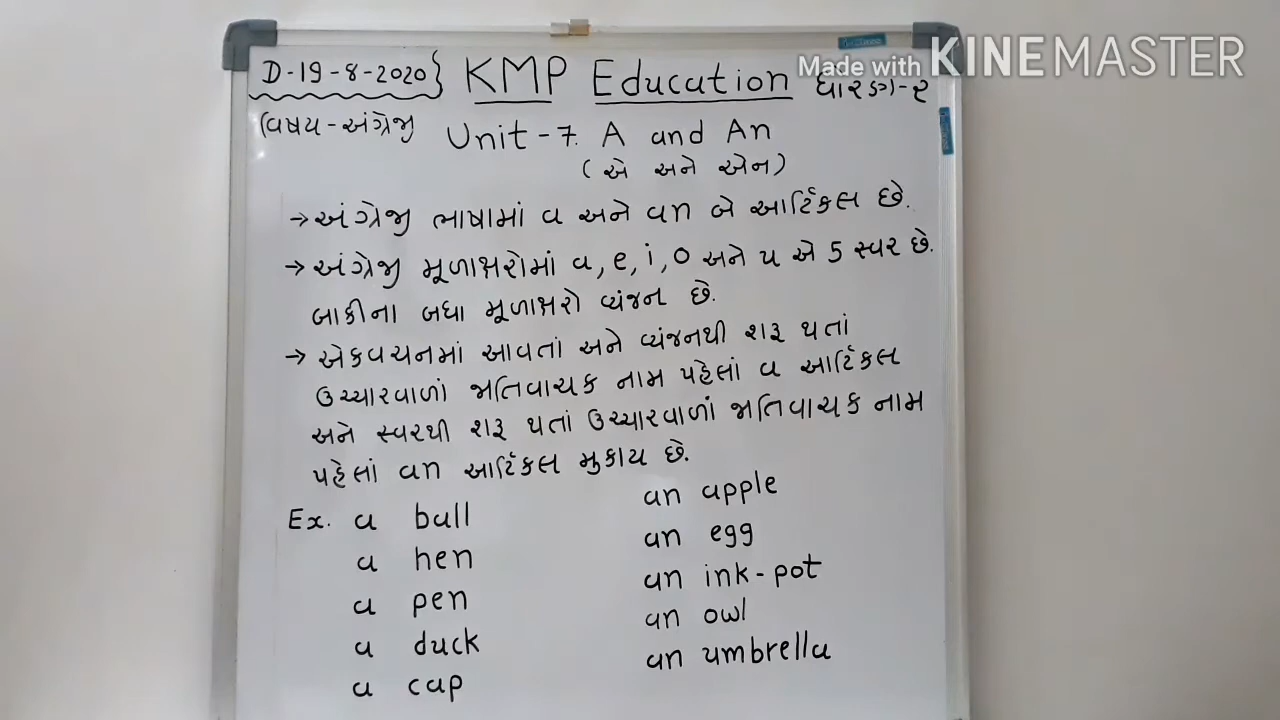 Made with KINEMASTER
D-19-8-2020 KMP Education ધોરણ-૨
વિષય-અંગ્રેજી Unit-7. A and An
(એ અને એન)
→ અંગ્રેજી ભાષામાં a અને an બે આર્ટિકલ છે.
→ અંગ્રેજી મૂળાક્ષરોમાં a, e, i, o અને u એ 5 સ્વર છે.
બાકીના બધા મૂળાક્ષરો વ્યંજન છે.
→ એકવચનમાં આવતાં અને વ્યંજનથી શરૂ થતાં
ઉચ્ચારવાળાં જાતિવાચક નામ પહેલાં a આર્ટિકલ
અને સ્વરથી શરૂ થતાં ઉચ્ચારવાળાં જાતિવાચક નામ
પહેલાં an આર્ટિકલ મુકાય છે.
Ex. a ball an apple
a hen an egg
a pen an ink-pot
a duck an owl
a cap an umbrella